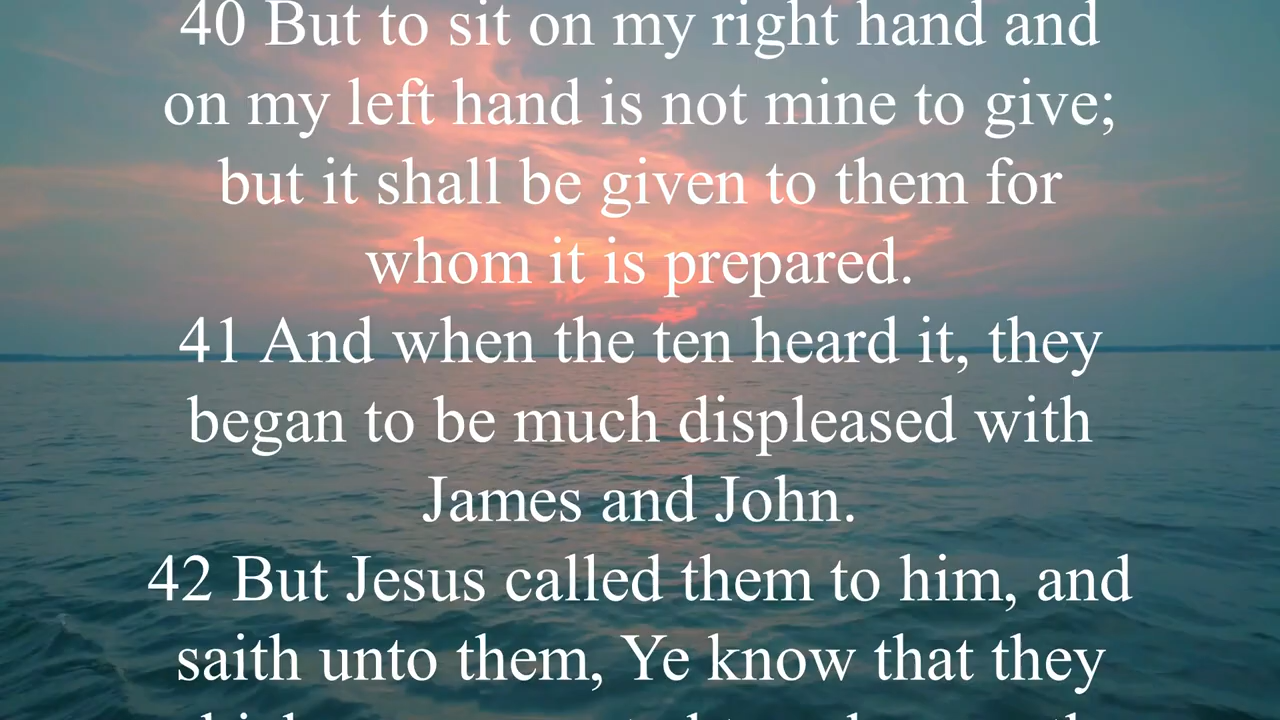 40 But to sit on my right hand and
on my left hand is not mine to give;
but it shall be given to them for
whom it is prepared.
41 And when the ten heard it, they
began to be much displeased with
James and John.
42 But Jesus called them to him, and
saith unto them, Ye know that they